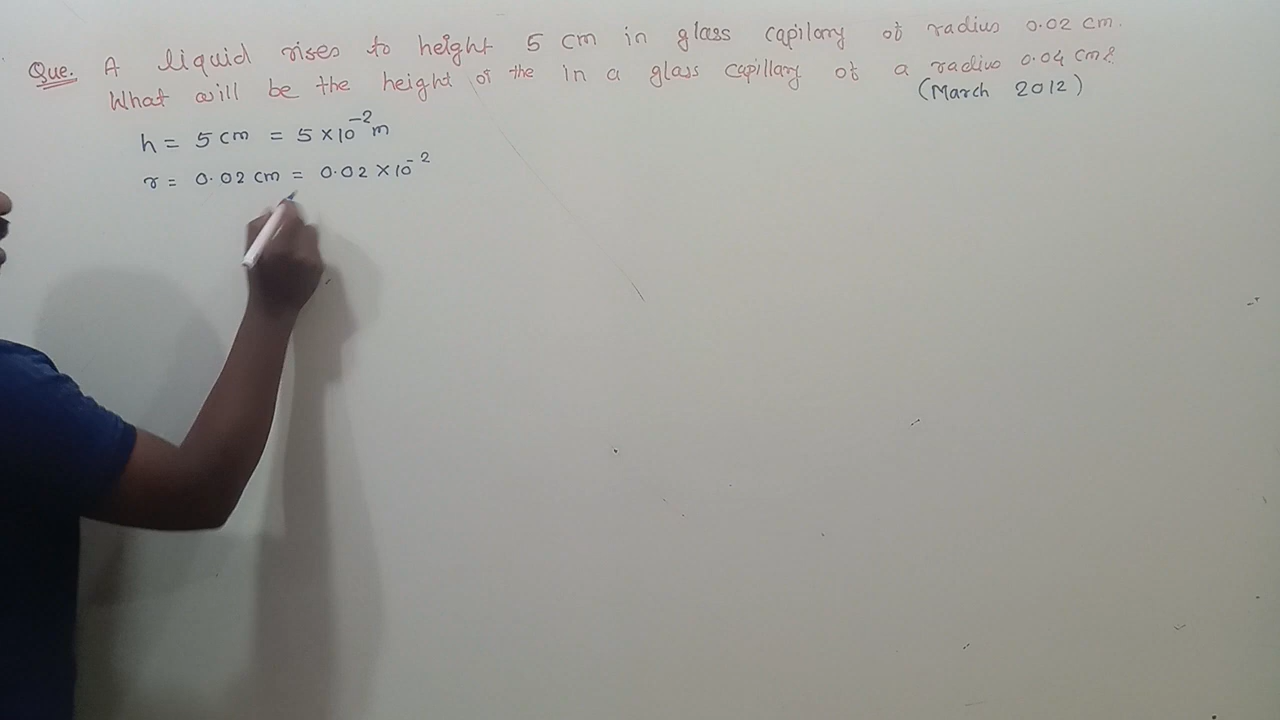 Que. A liquid rises to height 5 cm in glass capilary of radius 0.02 cm.
What will be the height of the in a glass capillary of a radius 0.04 cm?
(March 2012)
h = 5 cm = 5 × 10⁻² m
r = 0.02 cm = 0.02 × 10⁻²